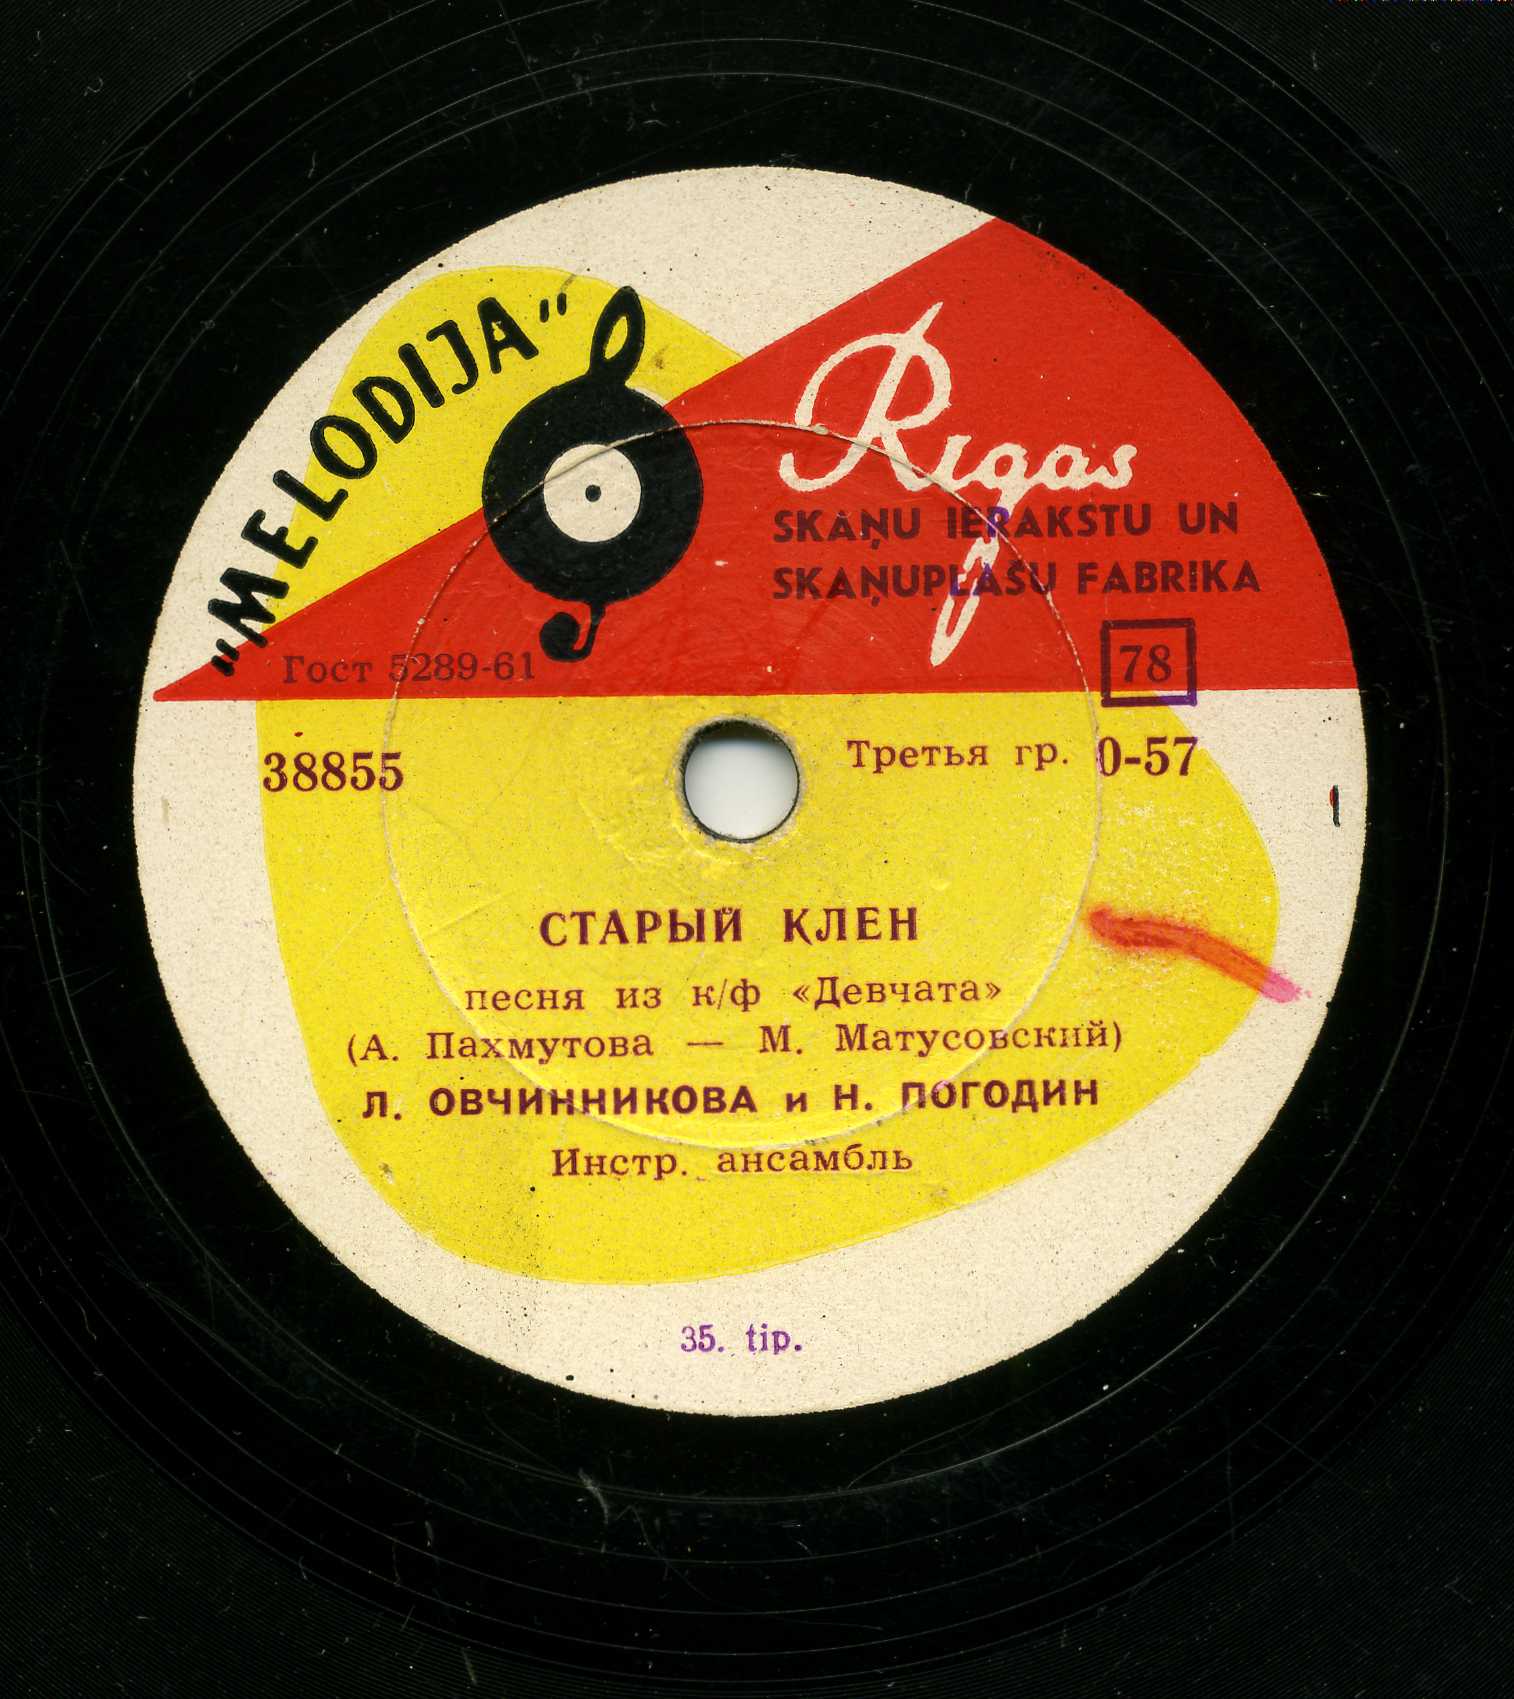 „MELODIJA”
Rigas
SKAŅU IERAKSTU UN
SKAŅUPLAŠU FABRIKA
Гост 5289-61
78
38855
Третья гр. 0-57
СТАРЫЙ КЛЕН
песня из к/ф «Девчата»
(А. Пахмутова — М. Матусовский)
Л. ОВЧИННИКОВА и Н. ПОГОДИН
Инстр. ансамбль
35. tip.